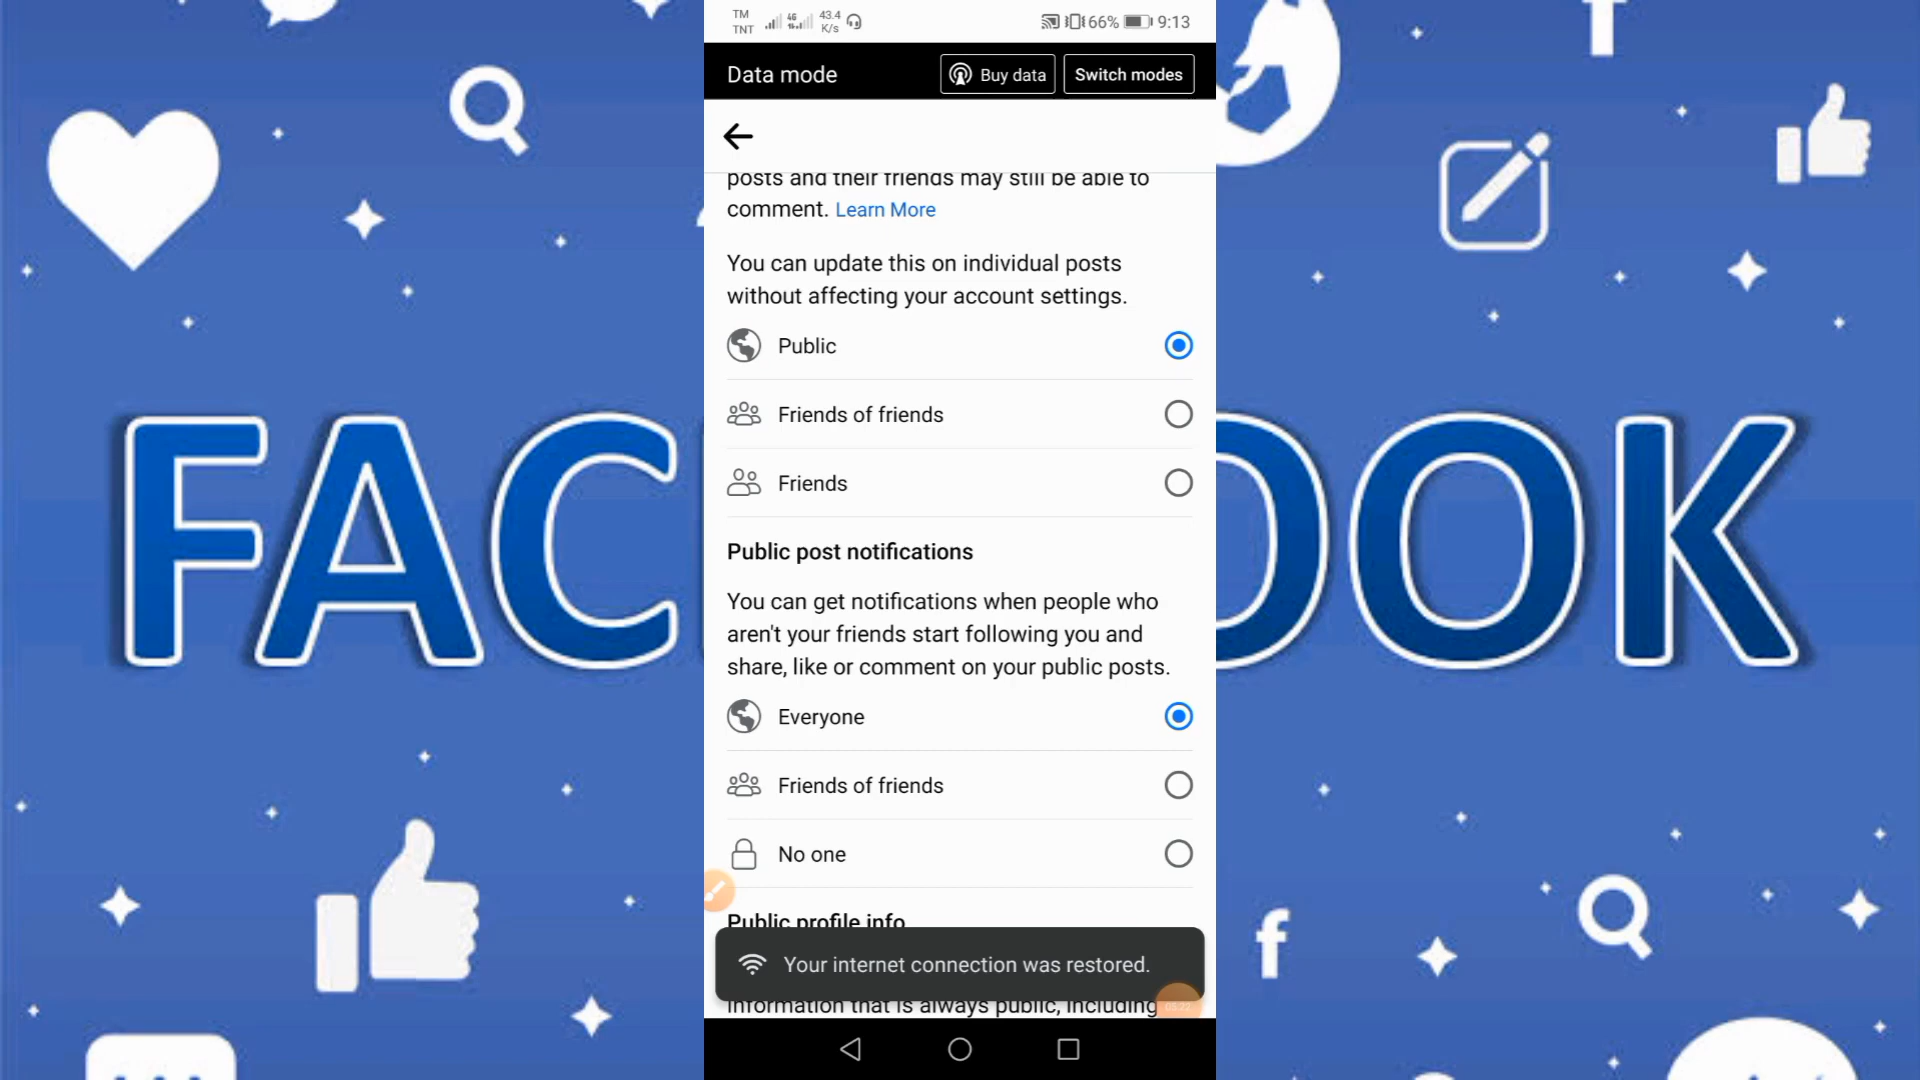 TM
TNT
4G
43.4
K/s
66%
9:13
Data mode
Buy data
Switch modes
posts and their friends may still be able to
comment. Learn More
You can update this on individual posts
without affecting your account settings.
Public
Friends of friends
Friends
FAC
OOK
Public post notifications
You can get notifications when people who
aren't your friends start following you and
share, like or comment on your public posts.
Everyone
Friends of friends
No one
Public profile info
Your internet connection was restored.
information that is always public, including
05:22